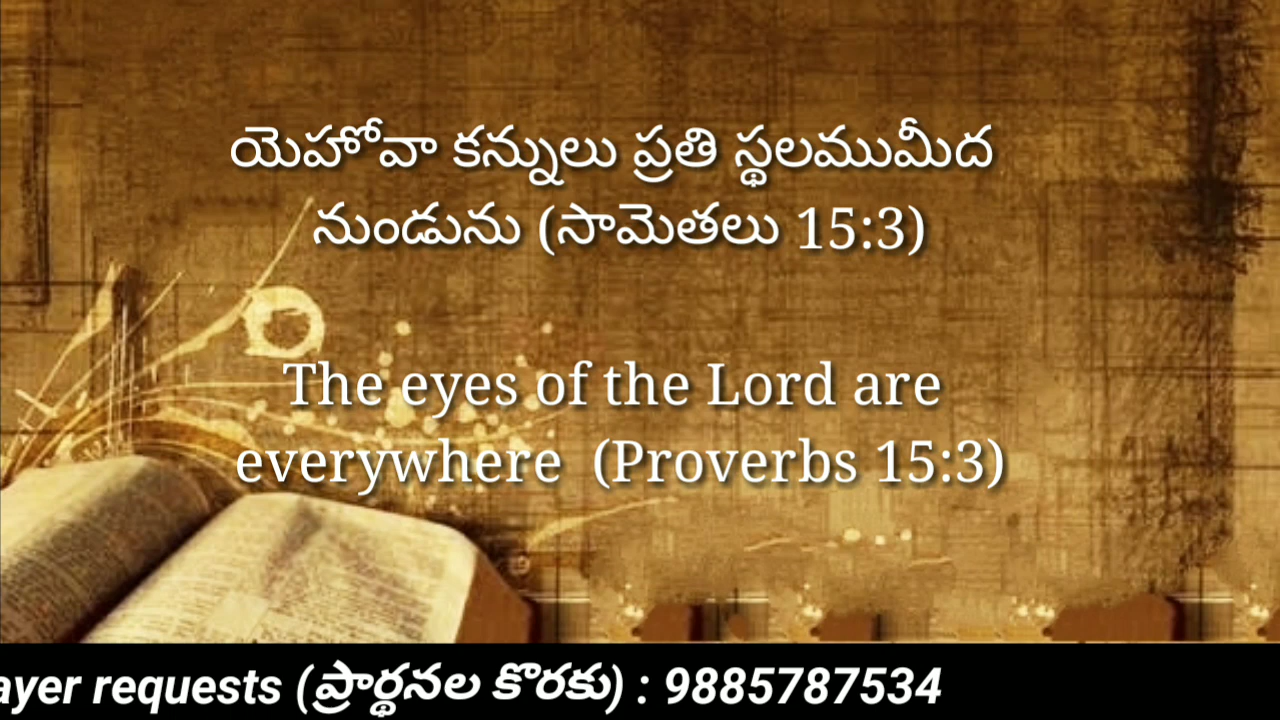 యెహోవా కన్నులు ప్రతి స్థలముమీద
నుండును (సామెతలు 15:3)
The eyes of the Lord are
everywhere (Proverbs 15:3)
ayer requests (ప్రార్థనల కొరకు) : 9885787534